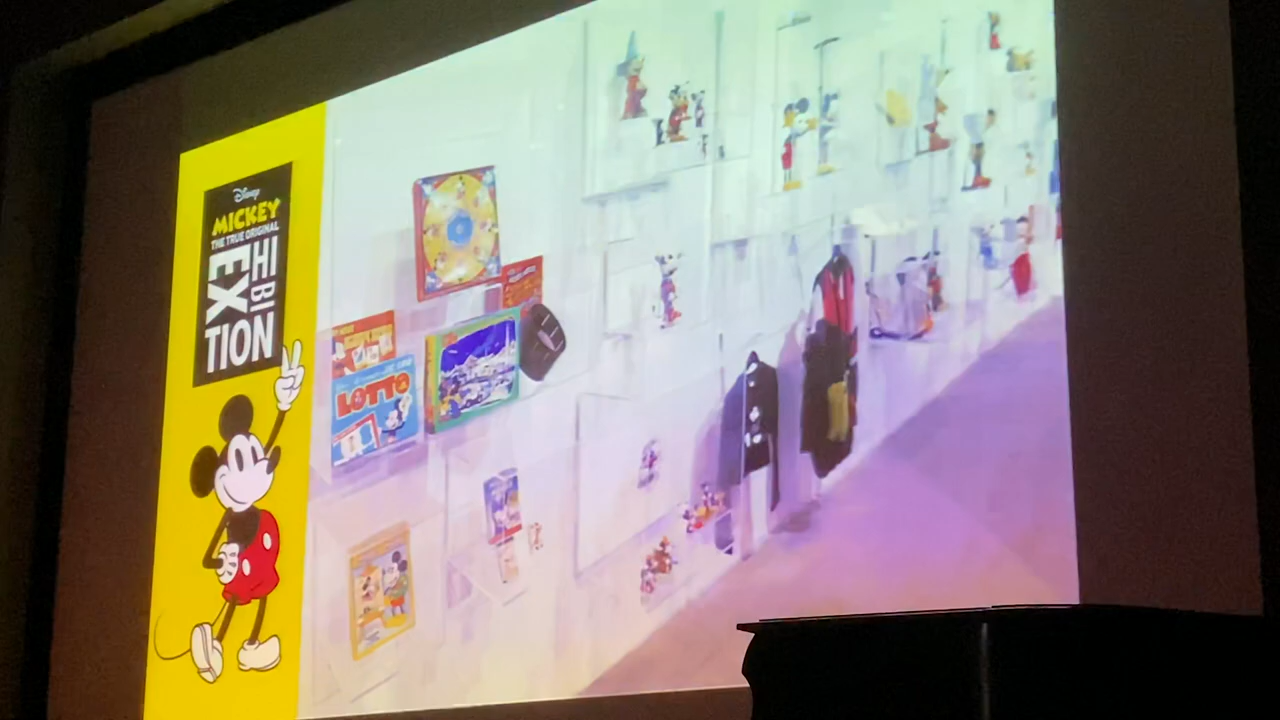 Disney
MICKEY
THE TRUE ORIGINAL
EX
HI
BI
TION
LOTTO